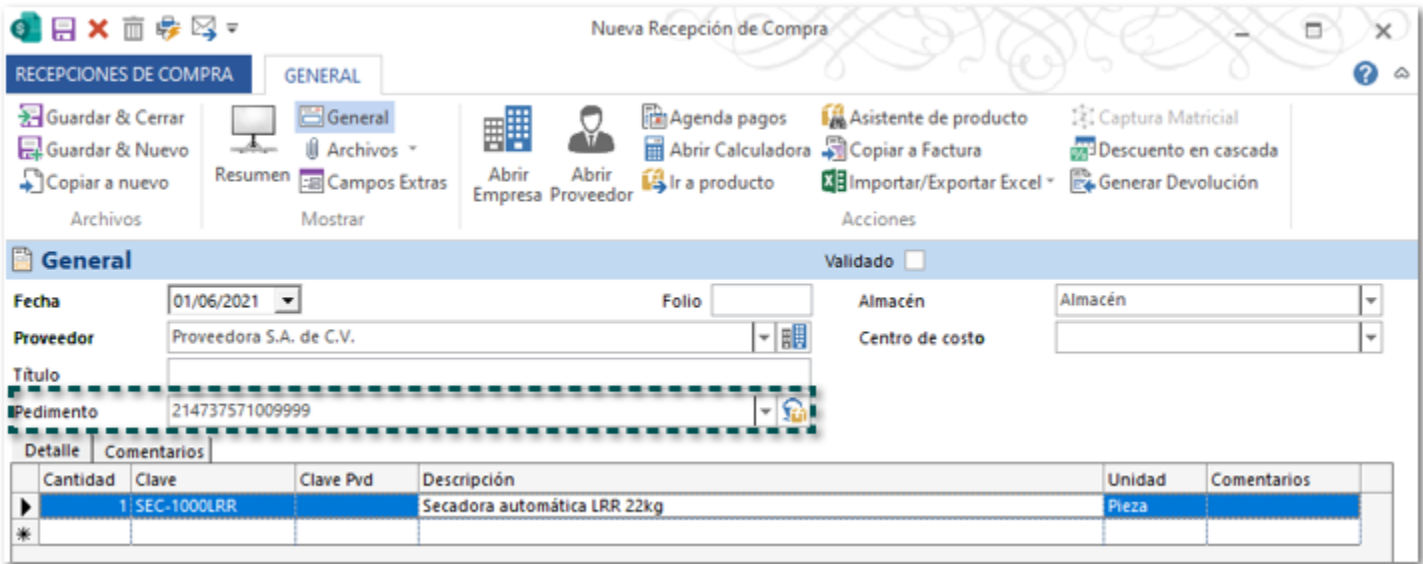 Nueva Recepción de Compra
RECEPCIONES DE COMPRA GENERAL
Guardar & Cerrar
Guardar & Nuevo
Copiar a nuevo
Archivos
Resumen
General
Archivos
Campos Extras
Mostrar
Abrir Empresa
Abrir Proveedor
Agenda pagos
Abrir Calculadora
Ir a producto
Asistente de producto
Copiar a Factura
Importar/Exportar Excel
Captura Matricial
Descuento en cascada
Generar Devolución
Acciones
General Validado
Fecha 01/06/2021 Folio Almacén Almacén
Proveedor Proveedora S.A. de C.V. Centro de costo
Título
Pedimento 214737571009999
Detalle Comentarios
Cantidad Clave Clave Pvd Descripción Unidad Comentarios
1 SEC-1000LRR Secadora automática LRR 22kg Pieza